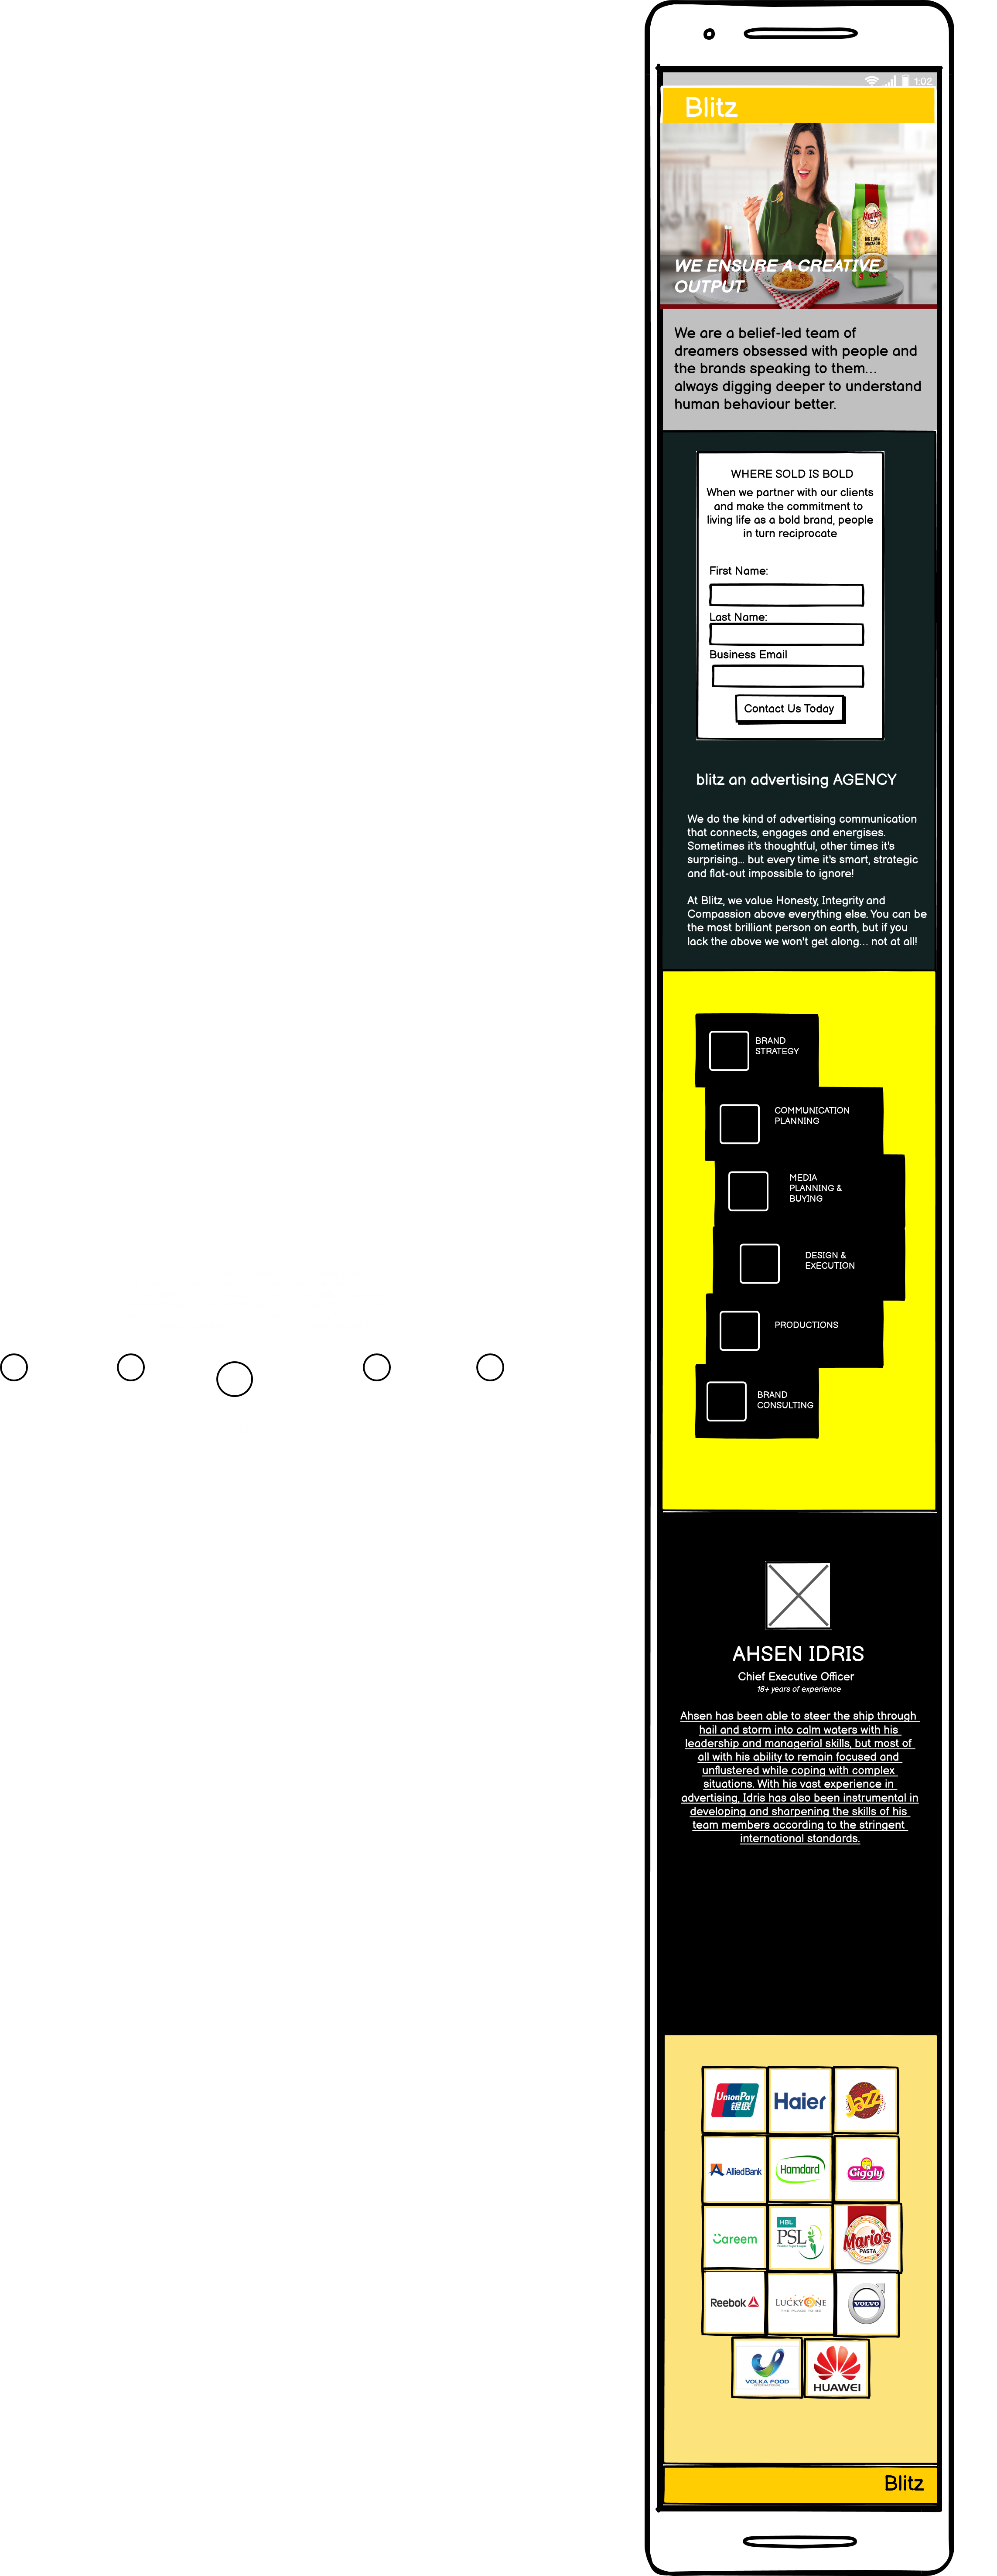 1:02
Blitz
Mario's
WE ENSURE A CREATIVE
OUTPUT
We are a belief-led team of
dreamers obsessed with people and
the brands speaking to them...
always digging deeper to understand
human behaviour better.
WHERE SOLD IS BOLD
When we partner with our clients
and make the commitment to
living life as a bold brand, people
in turn reciprocate
First Name:
Last Name:
Business Email
Contact Us Today
blitz an advertising AGENCY
We do the kind of advertising communication
that connects, engages and energises.
Sometimes it's thoughtful, other times it's
surprising... but every time it's smart, strategic
and flat-out impossible to ignore!
At Blitz, we value Honesty, Integrity and
Compassion above everything else. You can be
the most brilliant person on earth, but if you
lack the above we won't get along... not at all!
BRAND
STRATEGY
COMMUNICATION
PLANNING
MEDIA
PLANNING &
BUYING
DESIGN &
EXECUTION
PRODUCTIONS
BRAND
CONSULTING
AHSEN IDRIS
Chief Executive Officer
18+ years of experience
Ahsen has been able to steer the ship through
hail and storm into calm waters with his
leadership and managerial skills, but most of
all with his ability to remain focused and
unflustered while coping with complex
situations. With his vast experience in
advertising, Idris has also been instrumental in
developing and sharpening the skills of his
team members according to the stringent
international standards.
UnionPay
银联
Haier
Jazz
Allied Bank
Hamdard
Giggly
Careem
HBL
PSL
Mario's
PASTA
Reebok
LUCKYONE
THE PLACE TO BE
VOLVO
VOLKA FOOD
INTERNATIONAL
HUAWEI
Blitz